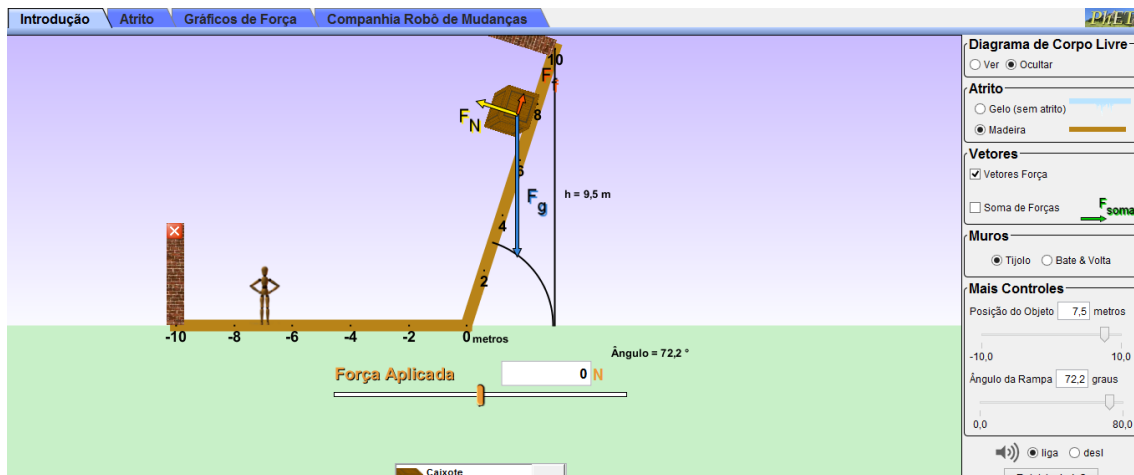 Introdução Atrito Gráficos de Força Companhia Robô de Mudanças PhET
Diagrama de Corpo Livre
Ver Ocultar
Atrito
Gelo (sem atrito)
Madeira
Vetores
Vetores Força
Soma de Forças F soma
Muros
Tijolo Bate & Volta
Mais Controles
Posição do Objeto 7,5 metros
-10,0 10,0
Ângulo da Rampa 72,2 graus
0,0 80,0
liga desl
10
F
8
F N
6
F g
h = 9,5 m
4
2
-10 -8 -6 -4 -2 0 metros
Ângulo = 72,2 °
Força Aplicada 0 N
Caixote